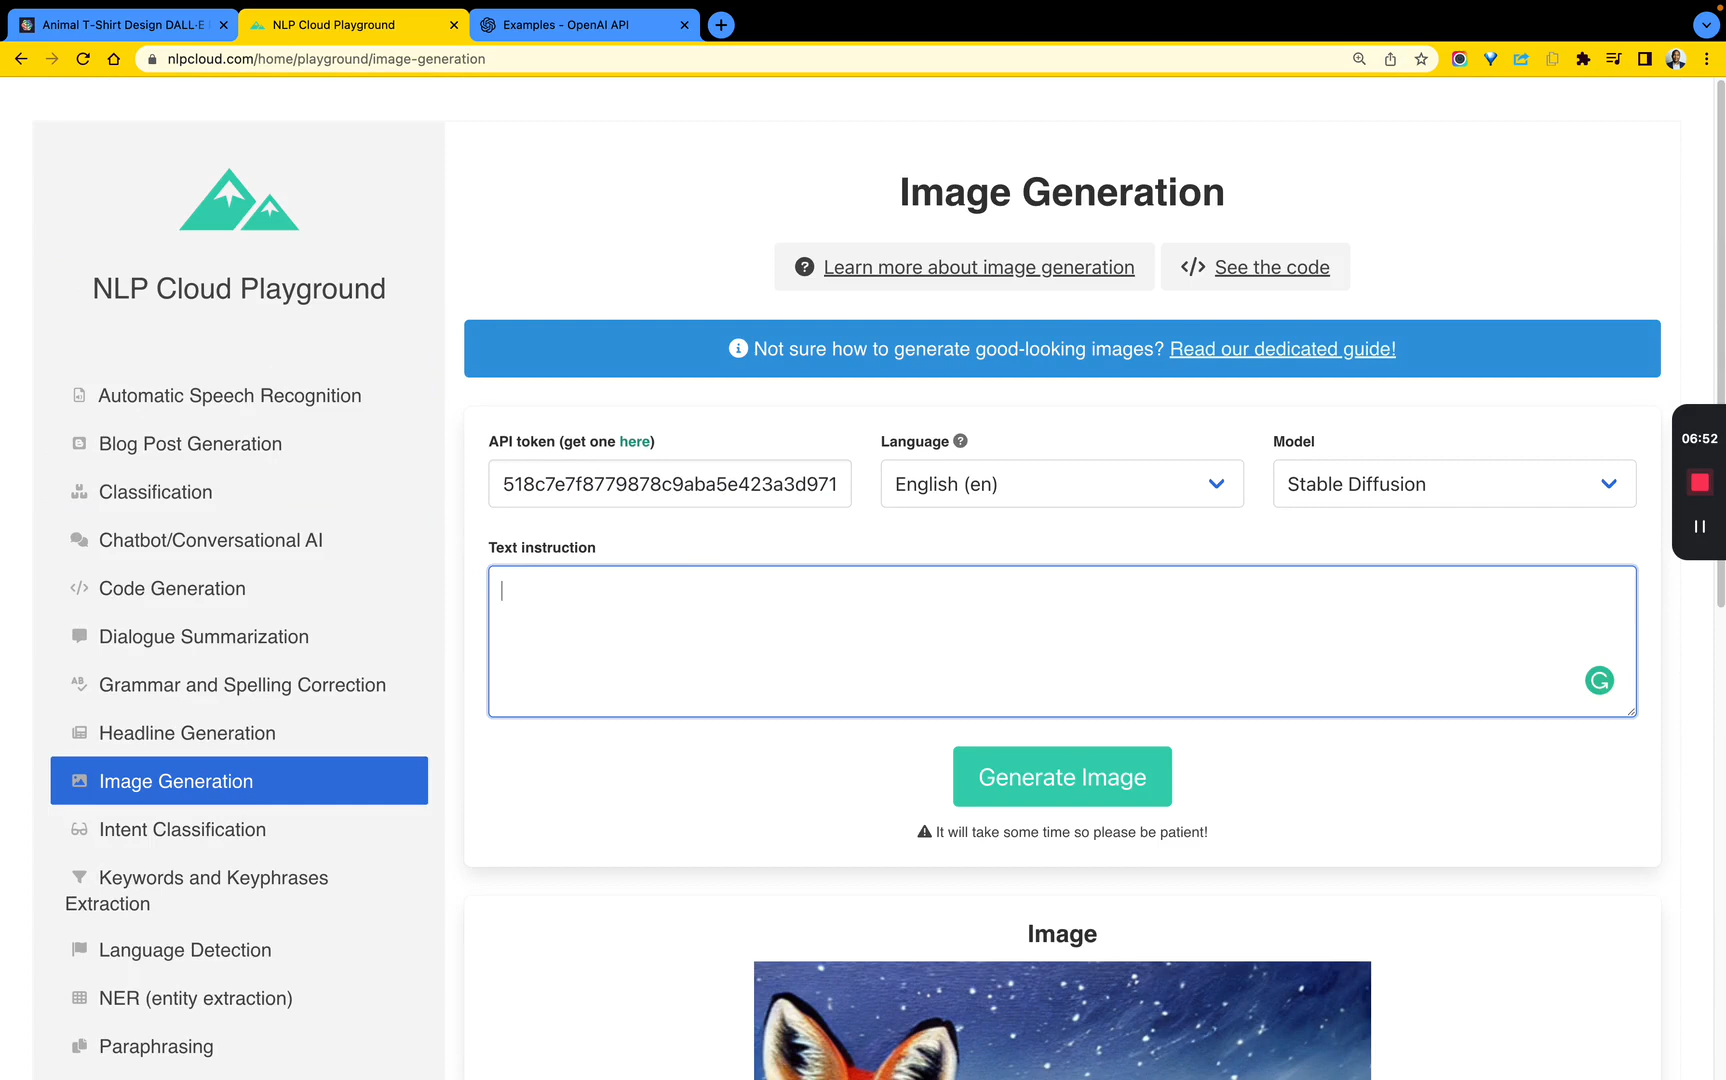 Animal T-Shirt Design DALL·E
NLP Cloud Playground
Examples - OpenAI API
nlpcloud.com/home/playground/image-generation
NLP Cloud Playground
Automatic Speech Recognition
Blog Post Generation
Classification
Chatbot/Conversational AI
Code Generation
Dialogue Summarization
Grammar and Spelling Correction
Headline Generation
Image Generation
Intent Classification
Keywords and Keyphrases
Extraction
Language Detection
NER (entity extraction)
Paraphrasing
Image Generation
Learn more about image generation
</> See the code
Not sure how to generate good-looking images? Read our dedicated guide!
API token (get one here)
Language
Model
518c7e7f8779878c9aba5e423a3d971
English (en)
Stable Diffusion
Text instruction
Generate Image
It will take some time so please be patient!
Image
06:52